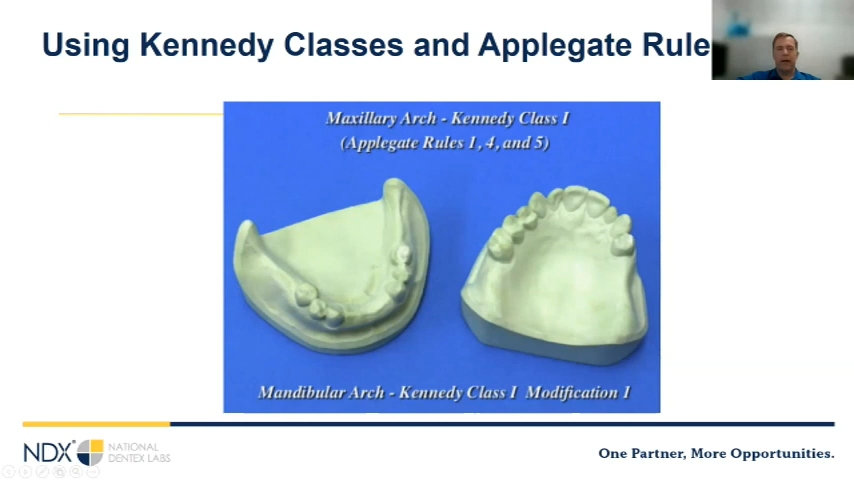 Using Kennedy Classes and Applegate Rule
Maxillary Arch - Kennedy Class I
(Applegate Rules 1, 4, and 5)
Mandibular Arch - Kennedy Class I Modification 1
NDX
NATIONAL
DENTEX LABS
One Partner, More Opportunities.